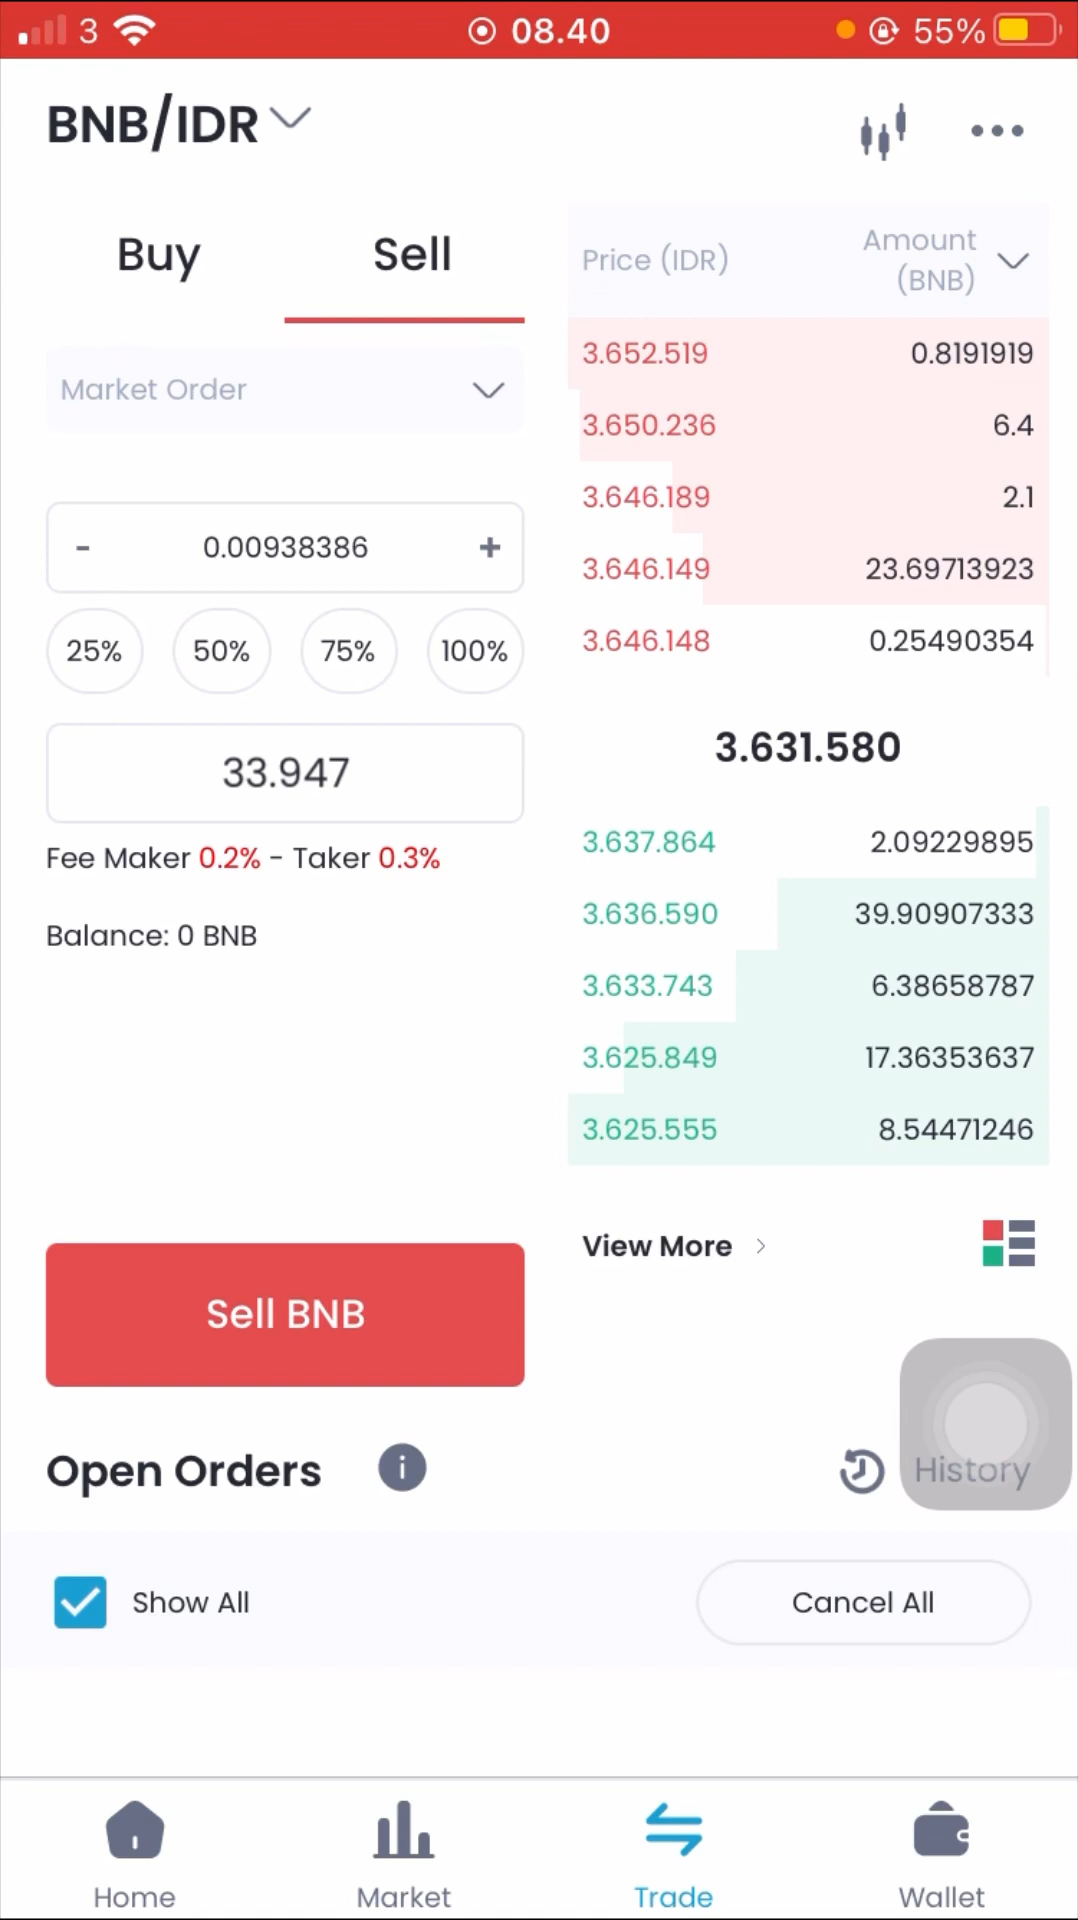 3 08.40 55%
BNB/IDR
Buy Sell
Market Order
- 0.00938386 +
25% 50% 75% 100%
33.947
Fee Maker 0.2% - Taker 0.3%
Balance: 0 BNB
Sell BNB
Price (IDR) Amount (BNB)
3.652.519 0.8191919
3.650.236 6.4
3.646.189 2.1
3.646.149 23.69713923
3.646.148 0.25490354
3.631.580
3.637.864 2.09229895
3.636.590 39.90907333
3.633.743 6.38658787
3.625.849 17.36353637
3.625.555 8.54471246
View More
Open Orders i History
Show All Cancel All
Home Market Trade Wallet